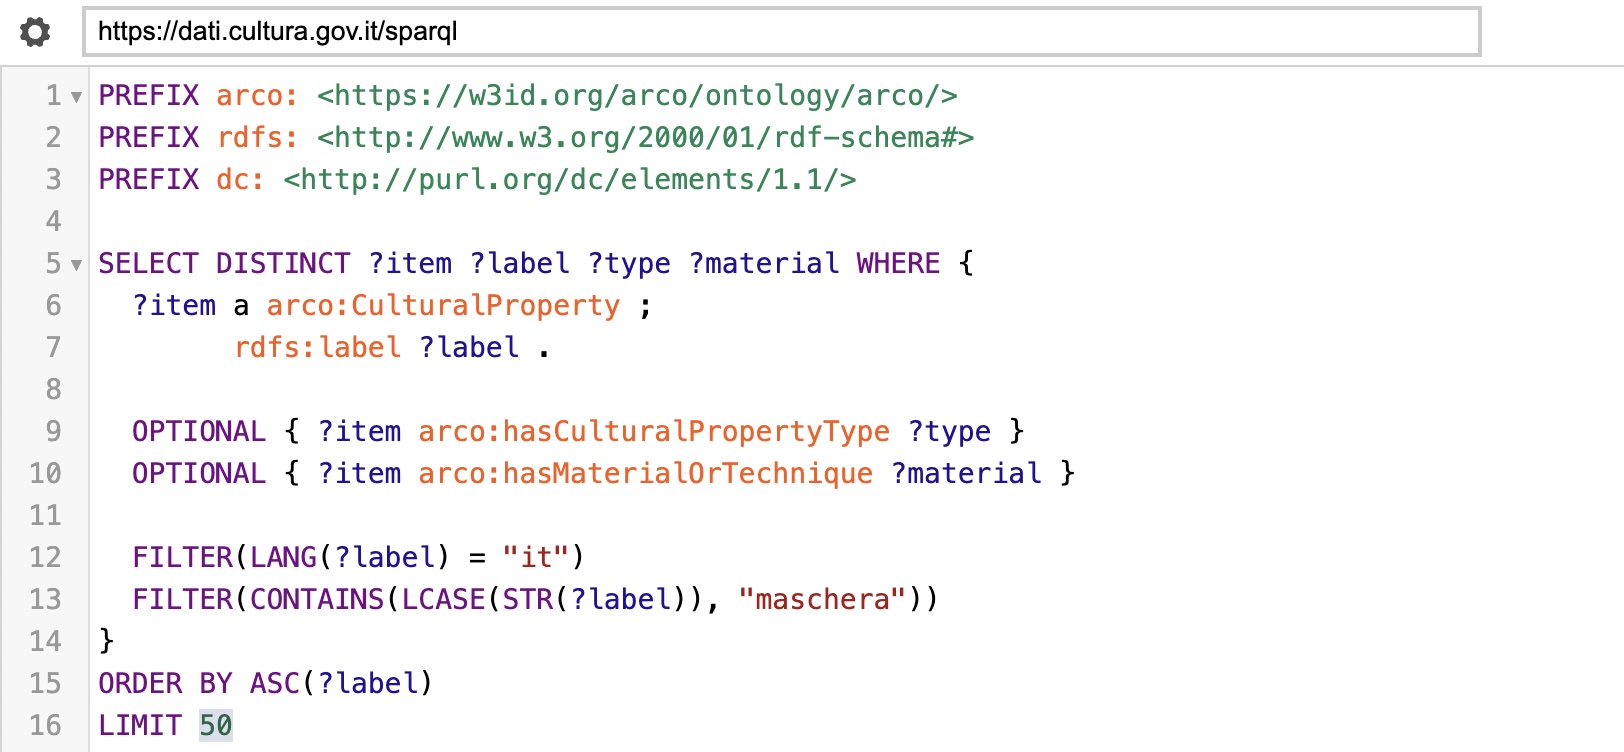 https://dati.cultura.gov.it/sparql
1 PREFIX arco: <https://w3id.org/arco/ontology/arco/>
2 PREFIX rdfs: <http://www.w3.org/2000/01/rdf-schema#>
3 PREFIX dc: <http://purl.org/dc/elements/1.1/>
4
5 SELECT DISTINCT ?item ?label ?type ?material WHERE {
6   ?item a arco:CulturalProperty ;
7         rdfs:label ?label .
8
9   OPTIONAL { ?item arco:hasCulturalPropertyType ?type }
10   OPTIONAL { ?item arco:hasMaterialOrTechnique ?material }
11
12   FILTER(LANG(?label) = "it")
13   FILTER(CONTAINS(LCASE(STR(?label)), "maschera"))
14 }
15 ORDER BY ASC(?label)
16 LIMIT 50